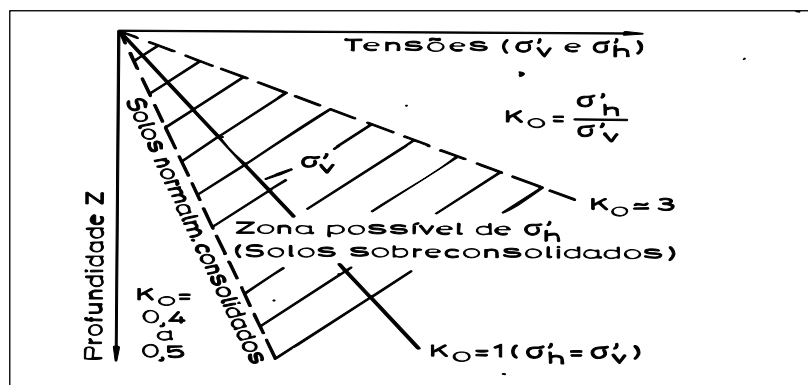 Tensões (σ'v e σ'h)
K₀ = σ'h / σ'v
σ'v
Solos normalm. consolidados
K₀ ≃ 3
Zona possível de σ'h
(Solos sobreconsolidados)
Profundidade Z
K₀ =
0,4
a
0,5
K₀ = 1 (σ'h = σ'v)